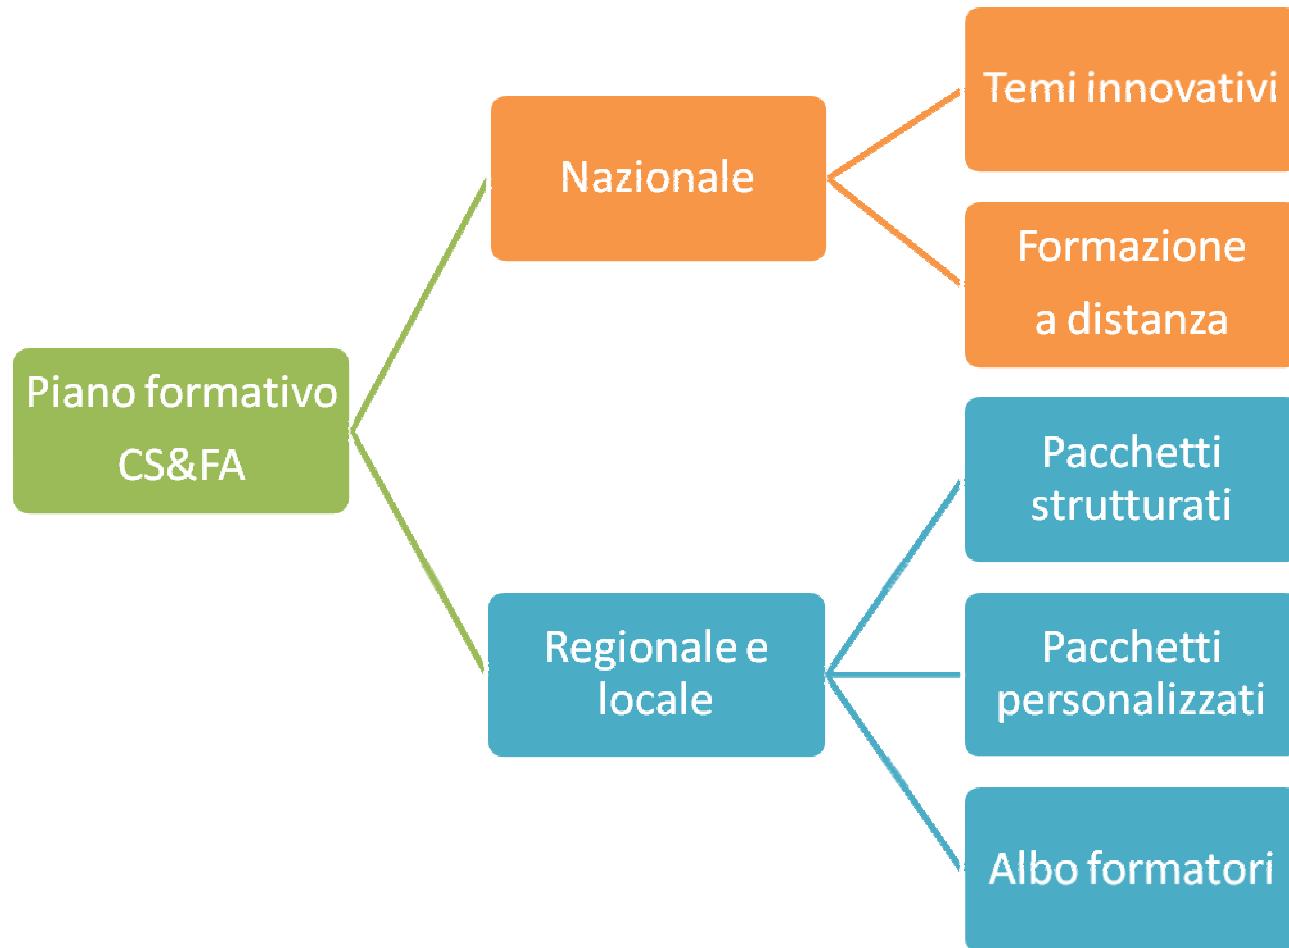 Piano formativo
CS&FA
Nazionale
Temi innovativi
Formazione
a distanza
Regionale e
locale
Pacchetti
strutturati
Pacchetti
personalizzati
Albo formatori